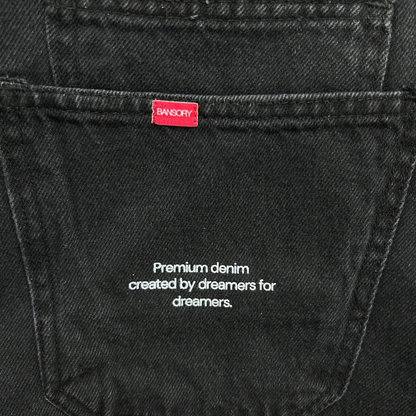 BANSORY
Premium denim
created by dreamers for
dreamers.